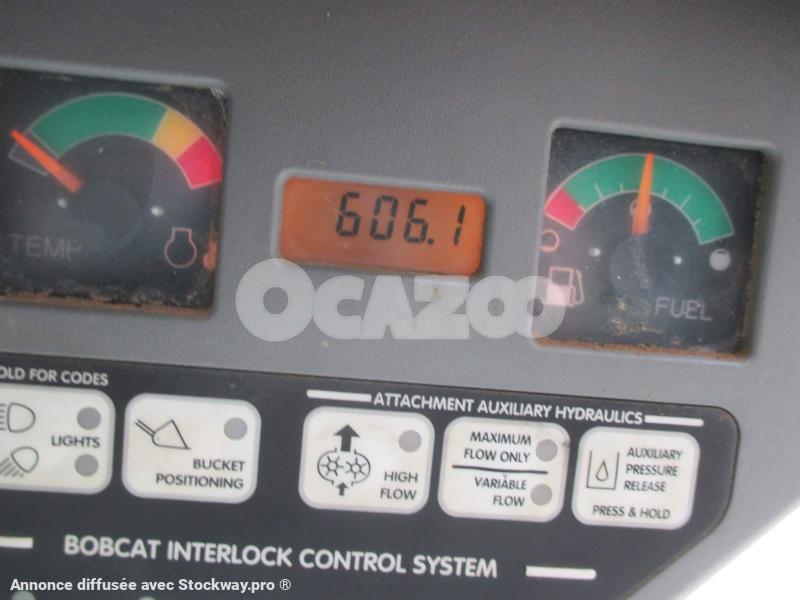 606.1
TEMP
FUEL
OCAZOO
OLD FOR CODES
LIGHTS
BUCKET
POSITIONING
ATTACHMENT AUXILIARY HYDRAULICS
HIGH
FLOW
MAXIMUM
FLOW ONLY
VARIABLE
FLOW
AUXILIARY
PRESSURE
RELEASE
PRESS & HOLD
BOBCAT INTERLOCK CONTROL SYSTEM
Annonce diffusée avec Stockway.pro ®